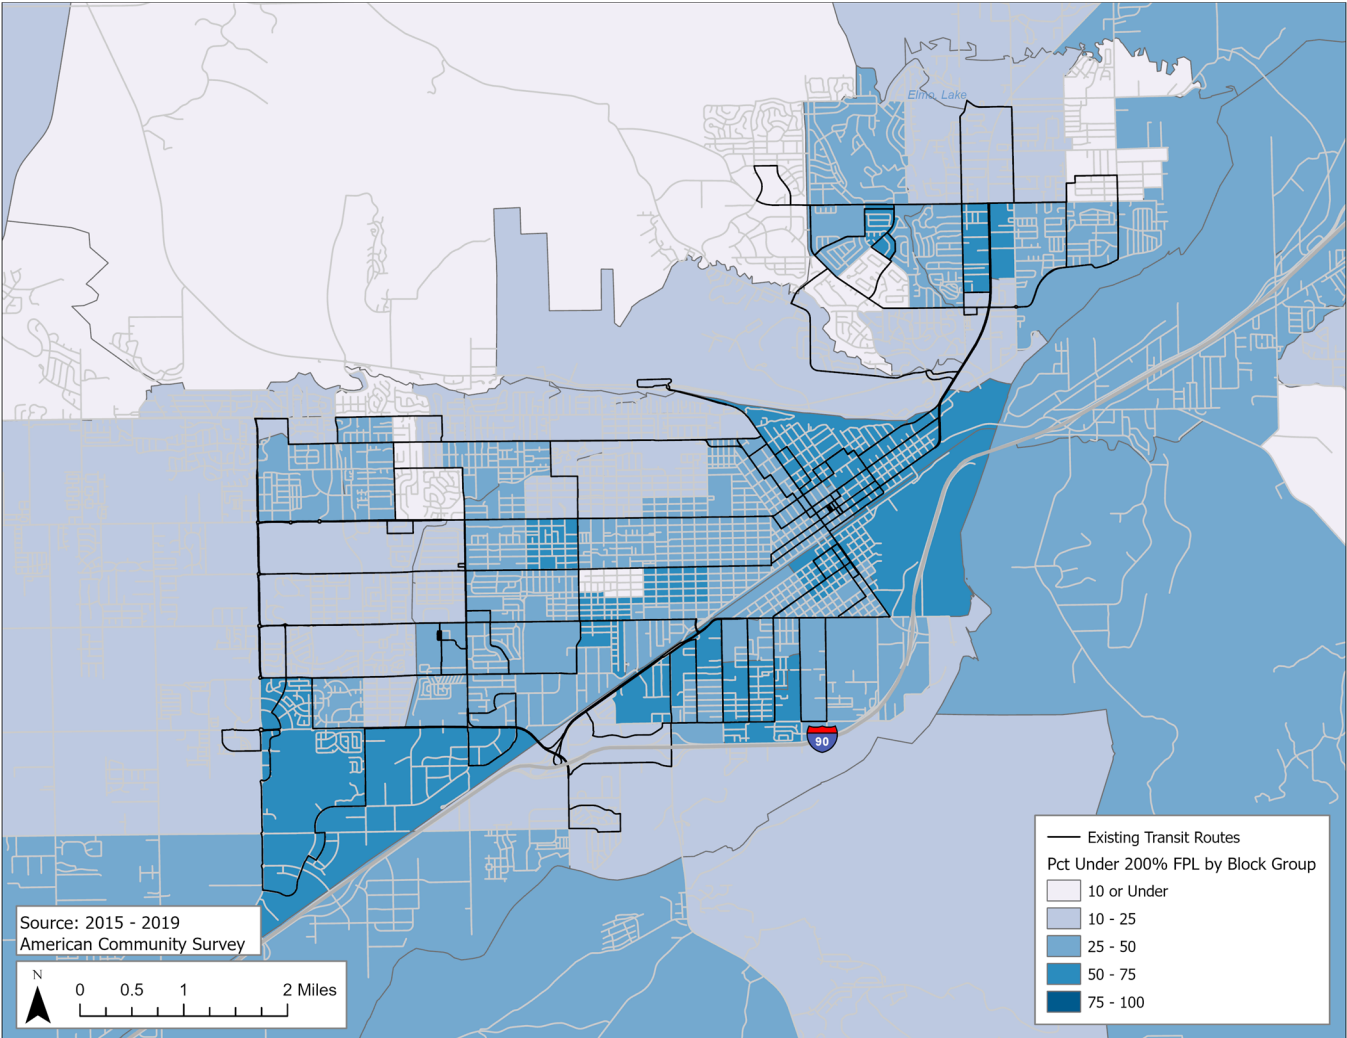 Elmo Lake
90
Existing Transit Routes
Pct Under 200% FPL by Block Group
10 or Under
10 - 25
25 - 50
50 - 75
75 - 100
Source: 2015 - 2019
American Community Survey
N
0 0.5 1 2 Miles